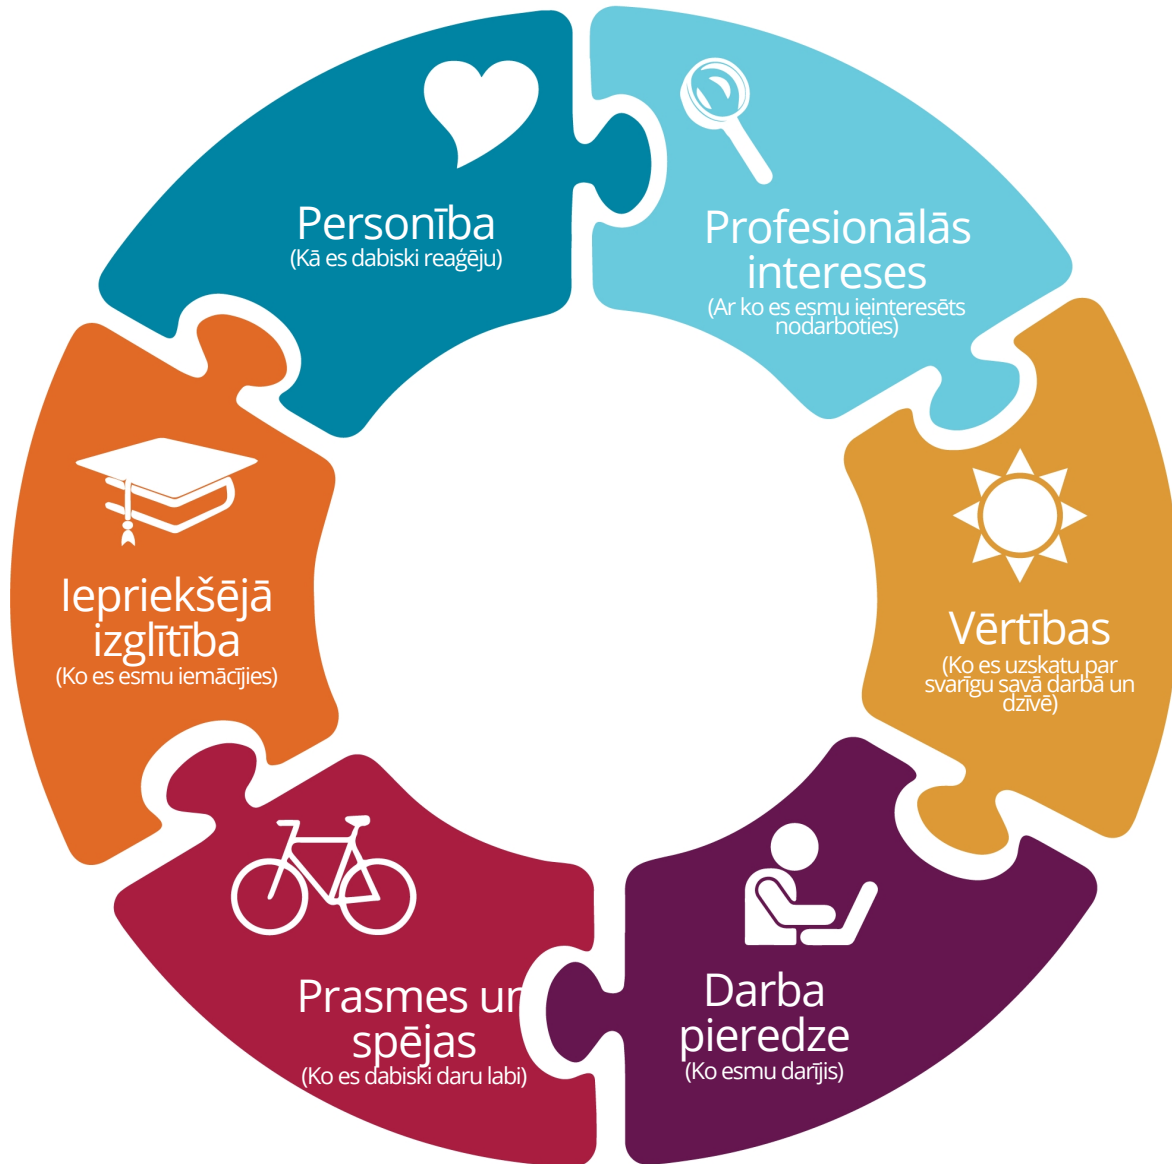 Personība
(Kā es dabiski reaģēju)
Profesionālās
intereses
(Ar ko es esmu ieinteresēts
nodarboties)
Vērtības
(Ko es uzskatu par
svarīgu savā darbā un
dzīvē)
Darba
pieredze
(Ko esmu darījis)
Prasmes un
spējas
(Ko es dabiski daru labi)
Iepriekšējā
izglītība
(Ko es esmu iemācījies)